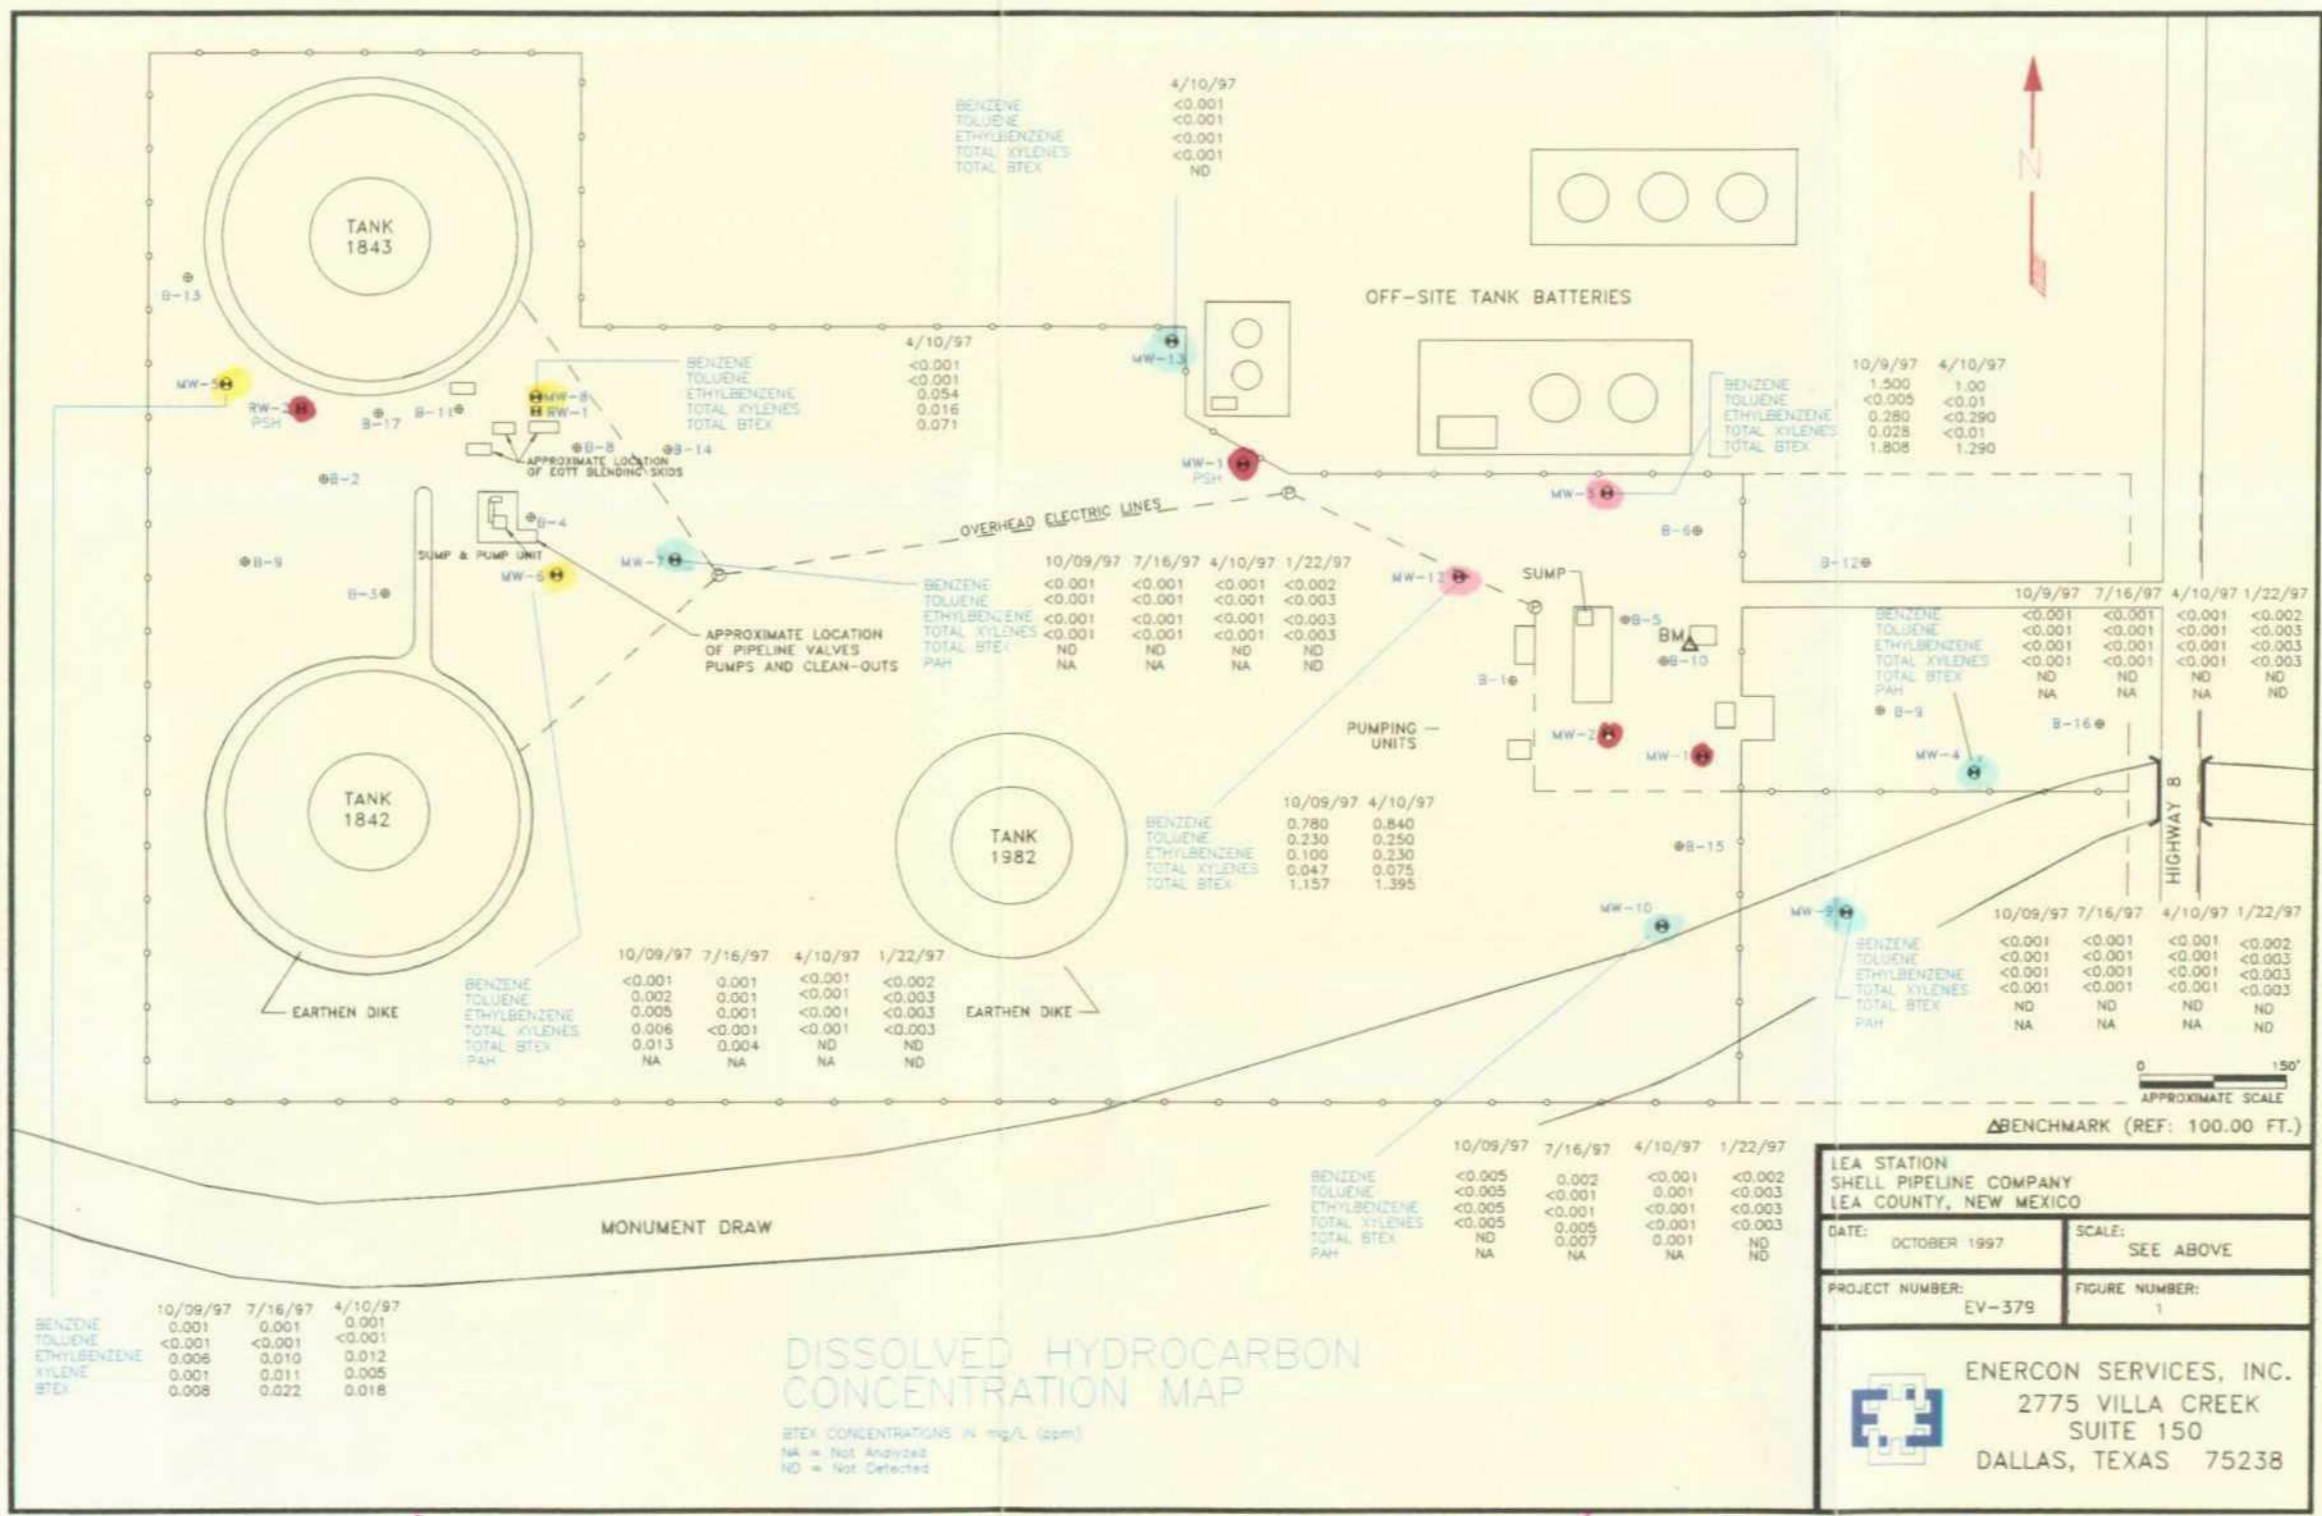 4/10/97
BENZENE <0.001
TOLUENE <0.001
ETHYLBENZENE <0.001
TOTAL XYLENES <0.001
TOTAL BTEX ND
N
TANK
1843
B-13
OFF-SITE TANK BATTERIES
MW-13
4/10/97
BENZENE <0.001
TOLUENE <0.001
ETHYLBENZENE 0.054
TOTAL XYLENES 0.016
TOTAL BTEX 0.071
10/9/97 4/10/97
BENZENE 1.500 1.00
TOLUENE <0.005 <0.01
ETHYLBENZENE 0.280 <0.290
TOTAL XYLENES 0.028 <0.01
TOTAL BTEX 1.808 1.290
MW-5
RW-2
PSH
B-17
B-11
MW-8
RW-1
B-8
B-14
APPROXIMATE LOCATION
OF EOTT BLENDING SKIDS
B-2
MW-1
PSH
MW-3
B-4
OVERHEAD ELECTRIC LINES
B-6
SUMP & PUMP UNIT
B-9
MW-6
MW-7
B-3
MW-12
SUMP
B-12
10/09/97 7/16/97 4/10/97 1/22/97
BENZENE <0.001 <0.001 <0.001 <0.002
TOLUENE <0.001 <0.001 <0.001 <0.003
ETHYLBENZENE <0.001 <0.001 <0.001 <0.003
TOTAL XYLENES <0.001 <0.001 <0.001 <0.003
TOTAL BTEX ND ND ND ND
PAH NA NA NA ND
APPROXIMATE LOCATION
OF PIPELINE VALVES
PUMPS AND CLEAN-OUTS
10/9/97 7/16/97 4/10/97 1/22/97
BENZENE <0.001 <0.001 <0.001 <0.002
TOLUENE <0.001 <0.001 <0.001 <0.003
ETHYLBENZENE <0.001 <0.001 <0.001 <0.003
TOTAL XYLENES <0.001 <0.001 <0.001 <0.003
TOTAL BTEX ND ND ND ND
PAH NA NA NA ND
B-5
BM
B-10
B-1
B-9
B-16
PUMPING
UNITS
MW-2
MW-1
MW-4
HIGHWAY 8
TANK
1842
TANK
1982
10/09/97 4/10/97
BENZENE 0.780 0.840
TOLUENE 0.230 0.250
ETHYLBENZENE 0.100 0.230
TOTAL XYLENES 0.047 0.075
TOTAL BTEX 1.157 1.395
B-15
MW-10
MW-9
10/09/97 7/16/97 4/10/97 1/22/97
BENZENE <0.001 <0.001 <0.001 <0.002
TOLUENE <0.001 <0.001 <0.001 <0.003
ETHYLBENZENE <0.001 <0.001 <0.001 <0.003
TOTAL XYLENES <0.001 <0.001 <0.001 <0.003
TOTAL BTEX ND ND ND ND
PAH NA NA NA ND
10/09/97 7/16/97 4/10/97 1/22/97
BENZENE <0.001 0.001 <0.001 <0.002
TOLUENE 0.002 0.001 <0.001 <0.003
ETHYLBENZENE 0.005 0.001 <0.001 <0.003
TOTAL XYLENES 0.006 <0.001 <0.001 <0.003
TOTAL BTEX 0.013 0.004 ND ND
PAH NA NA NA ND
EARTHEN DIKE
EARTHEN DIKE
0 150'
APPROXIMATE SCALE
BENCHMARK (REF: 100.00 FT.)
10/09/97 7/16/97 4/10/97 1/22/97
BENZENE <0.005 0.002 <0.001 <0.002
TOLUENE <0.005 <0.001 0.001 <0.003
ETHYLBENZENE <0.005 <0.001 <0.001 <0.003
TOTAL XYLENES <0.005 0.005 <0.001 <0.003
TOTAL BTEX ND 0.007 0.001 ND
PAH NA NA NA ND
MONUMENT DRAW
10/09/97 7/16/97 4/10/97
BENZENE 0.001 0.001 0.001
TOLUENE <0.001 <0.001 <0.001
ETHYLBENZENE 0.006 0.010 0.012
XYLENE 0.001 0.011 0.005
BTEX 0.008 0.022 0.018
DISSOLVED HYDROCARBON
CONCENTRATION MAP
BTEX CONCENTRATIONS IN mg/L (ppm)
NA = Not Analyzed
ND = Not Detected
LEA STATION
SHELL PIPELINE COMPANY
LEA COUNTY, NEW MEXICO
DATE: OCTOBER 1997
SCALE: SEE ABOVE
PROJECT NUMBER: EV-379
FIGURE NUMBER: 1
ENERCON SERVICES, INC.
2775 VILLA CREEK
SUITE 150
DALLAS, TEXAS 75238